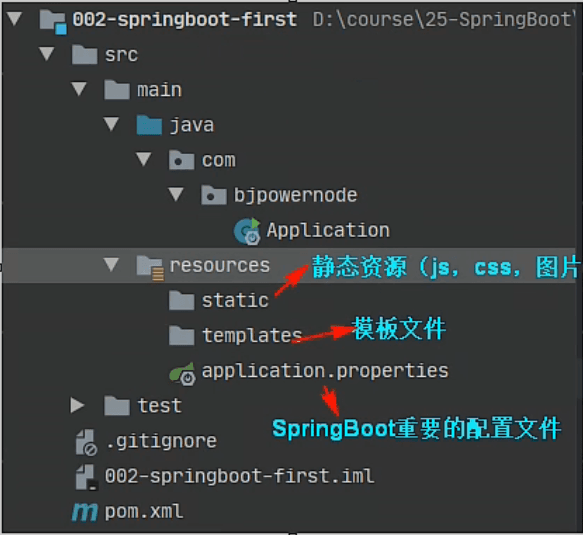 002-springboot-first D:\course\25-SpringBoot\
src
main
java
com
bjpowernode
Application
resources 静态资源（js，css，图片
static
templates 模板文件
application.properties
test SpringBoot重要的配置文件
.gitignore
002-springboot-first.iml
m pom.xml